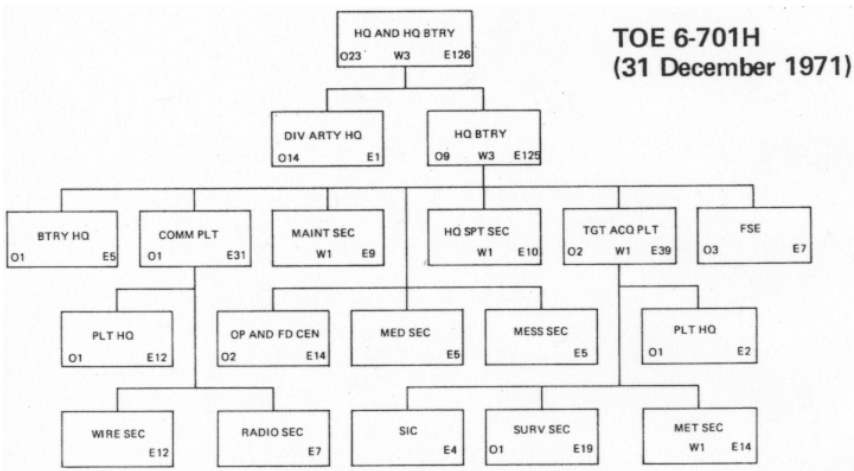 TOE 6-701H
(31 December 1971)
HQ AND HQ BTRY
O23 W3 E126
DIV ARTY HQ
O14 E1
HQ BTRY
O9 W3 E125
BTRY HQ
O1 E5
COMM PLT
O1 E31
MAINT SEC
W1 E9
HQ SPT SEC
W1 E10
TGT ACQ PLT
O2 W1 E39
FSE
O3 E7
PLT HQ
O1 E12
OP AND FD CEN
O2 E14
MED SEC
E5
MESS SEC
E5
PLT HQ
O1 E2
WIRE SEC
E12
RADIO SEC
E7
SIC
E4
SURV SEC
O1 E19
MET SEC
W1 E14